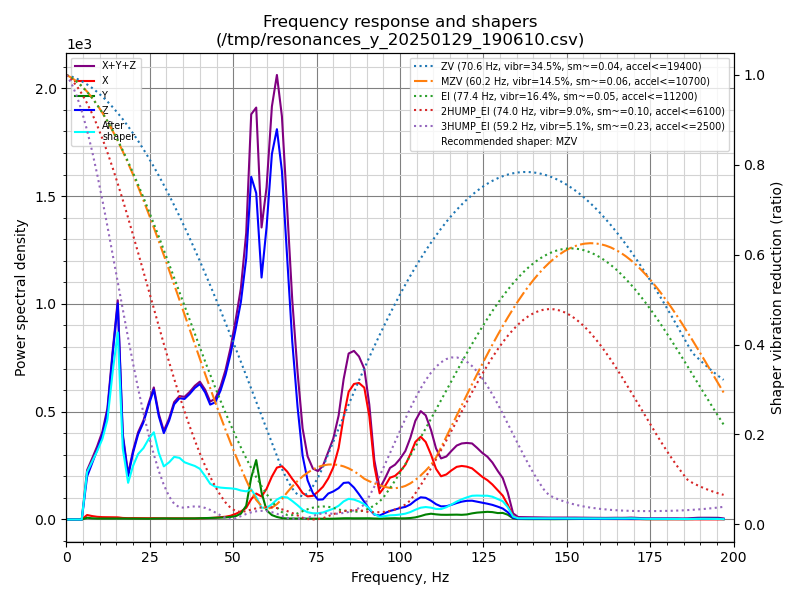 Frequency response and shapers
(/tmp/resonances_y_20250129_190610.csv)
1e3
X+Y+Z
X
Y
Z
After
shaper
ZV (70.6 Hz, vibr=34.5%, sm~=0.04, accel<=19400)
MZV (60.2 Hz, vibr=14.5%, sm~=0.06, accel<=10700)
EI (77.4 Hz, vibr=16.4%, sm~=0.05, accel<=11200)
2HUMP_EI (74.0 Hz, vibr=9.0%, sm~=0.10, accel<=6100)
3HUMP_EI (59.2 Hz, vibr=5.1%, sm~=0.23, accel<=2500)
Recommended shaper: MZV
2.0
1.5
1.0
0.5
0.0
Power spectral density
1.0
0.8
0.6
0.4
0.2
0.0
Shaper vibration reduction (ratio)
0 25 50 75 100 125 150 175 200
Frequency, Hz